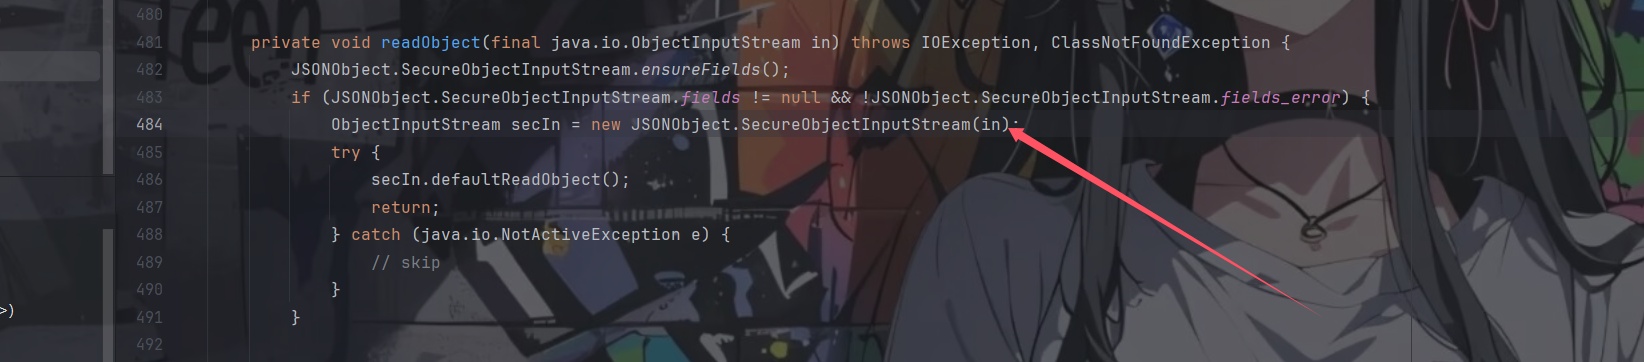 480
481 private void readObject(final java.io.ObjectInputStream in) throws IOException, ClassNotFoundException {
482 JSONObject.SecureObjectInputStream.ensureFields();
483 if (JSONObject.SecureObjectInputStream.fields != null && !JSONObject.SecureObjectInputStream.fields_error) {
484 ObjectInputStream secIn = new JSONObject.SecureObjectInputStream(in);
485 try {
486 secIn.defaultReadObject();
487 return;
488 } catch (java.io.NotActiveException e) {
489 // skip
490 }
>)
491 }
492